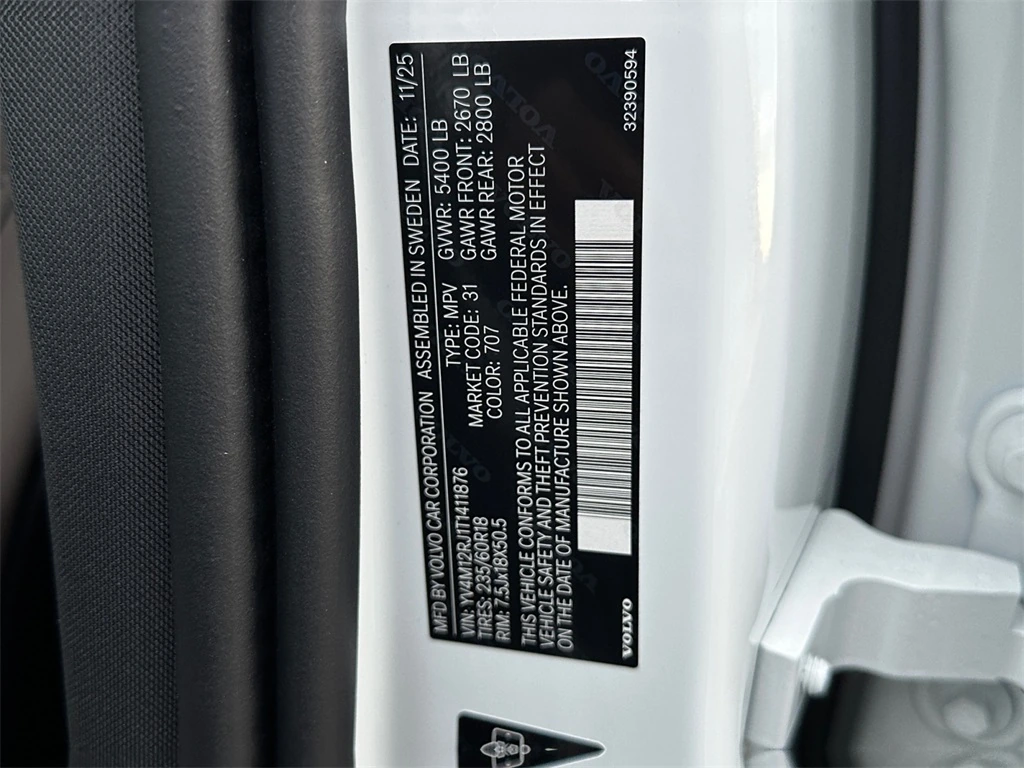 MFD BY VOLVO CAR CORPORATION ASSEMBLED IN SWEDEN DATE: 11/25
VIN: YV4M12RJ1T1411876 TYPE: MPV GVWR: 5400 LB
TIRES: 235/60R18 MARKET CODE: 31 GAWR FRONT: 2670 LB
RIM: 7.5Jx18X50.5 COLOR: 707 GAWR REAR: 2800 LB
THIS VEHICLE CONFORMS TO ALL APPLICABLE FEDERAL MOTOR
VEHICLE SAFETY AND THEFT PREVENTION STANDARDS IN EFFECT
ON THE DATE OF MANUFACTURE SHOWN ABOVE.
VOLVO 32390594